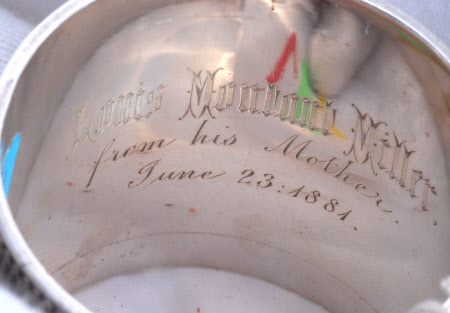 Louis Miller,
from his Mother.
June 23: 1881.